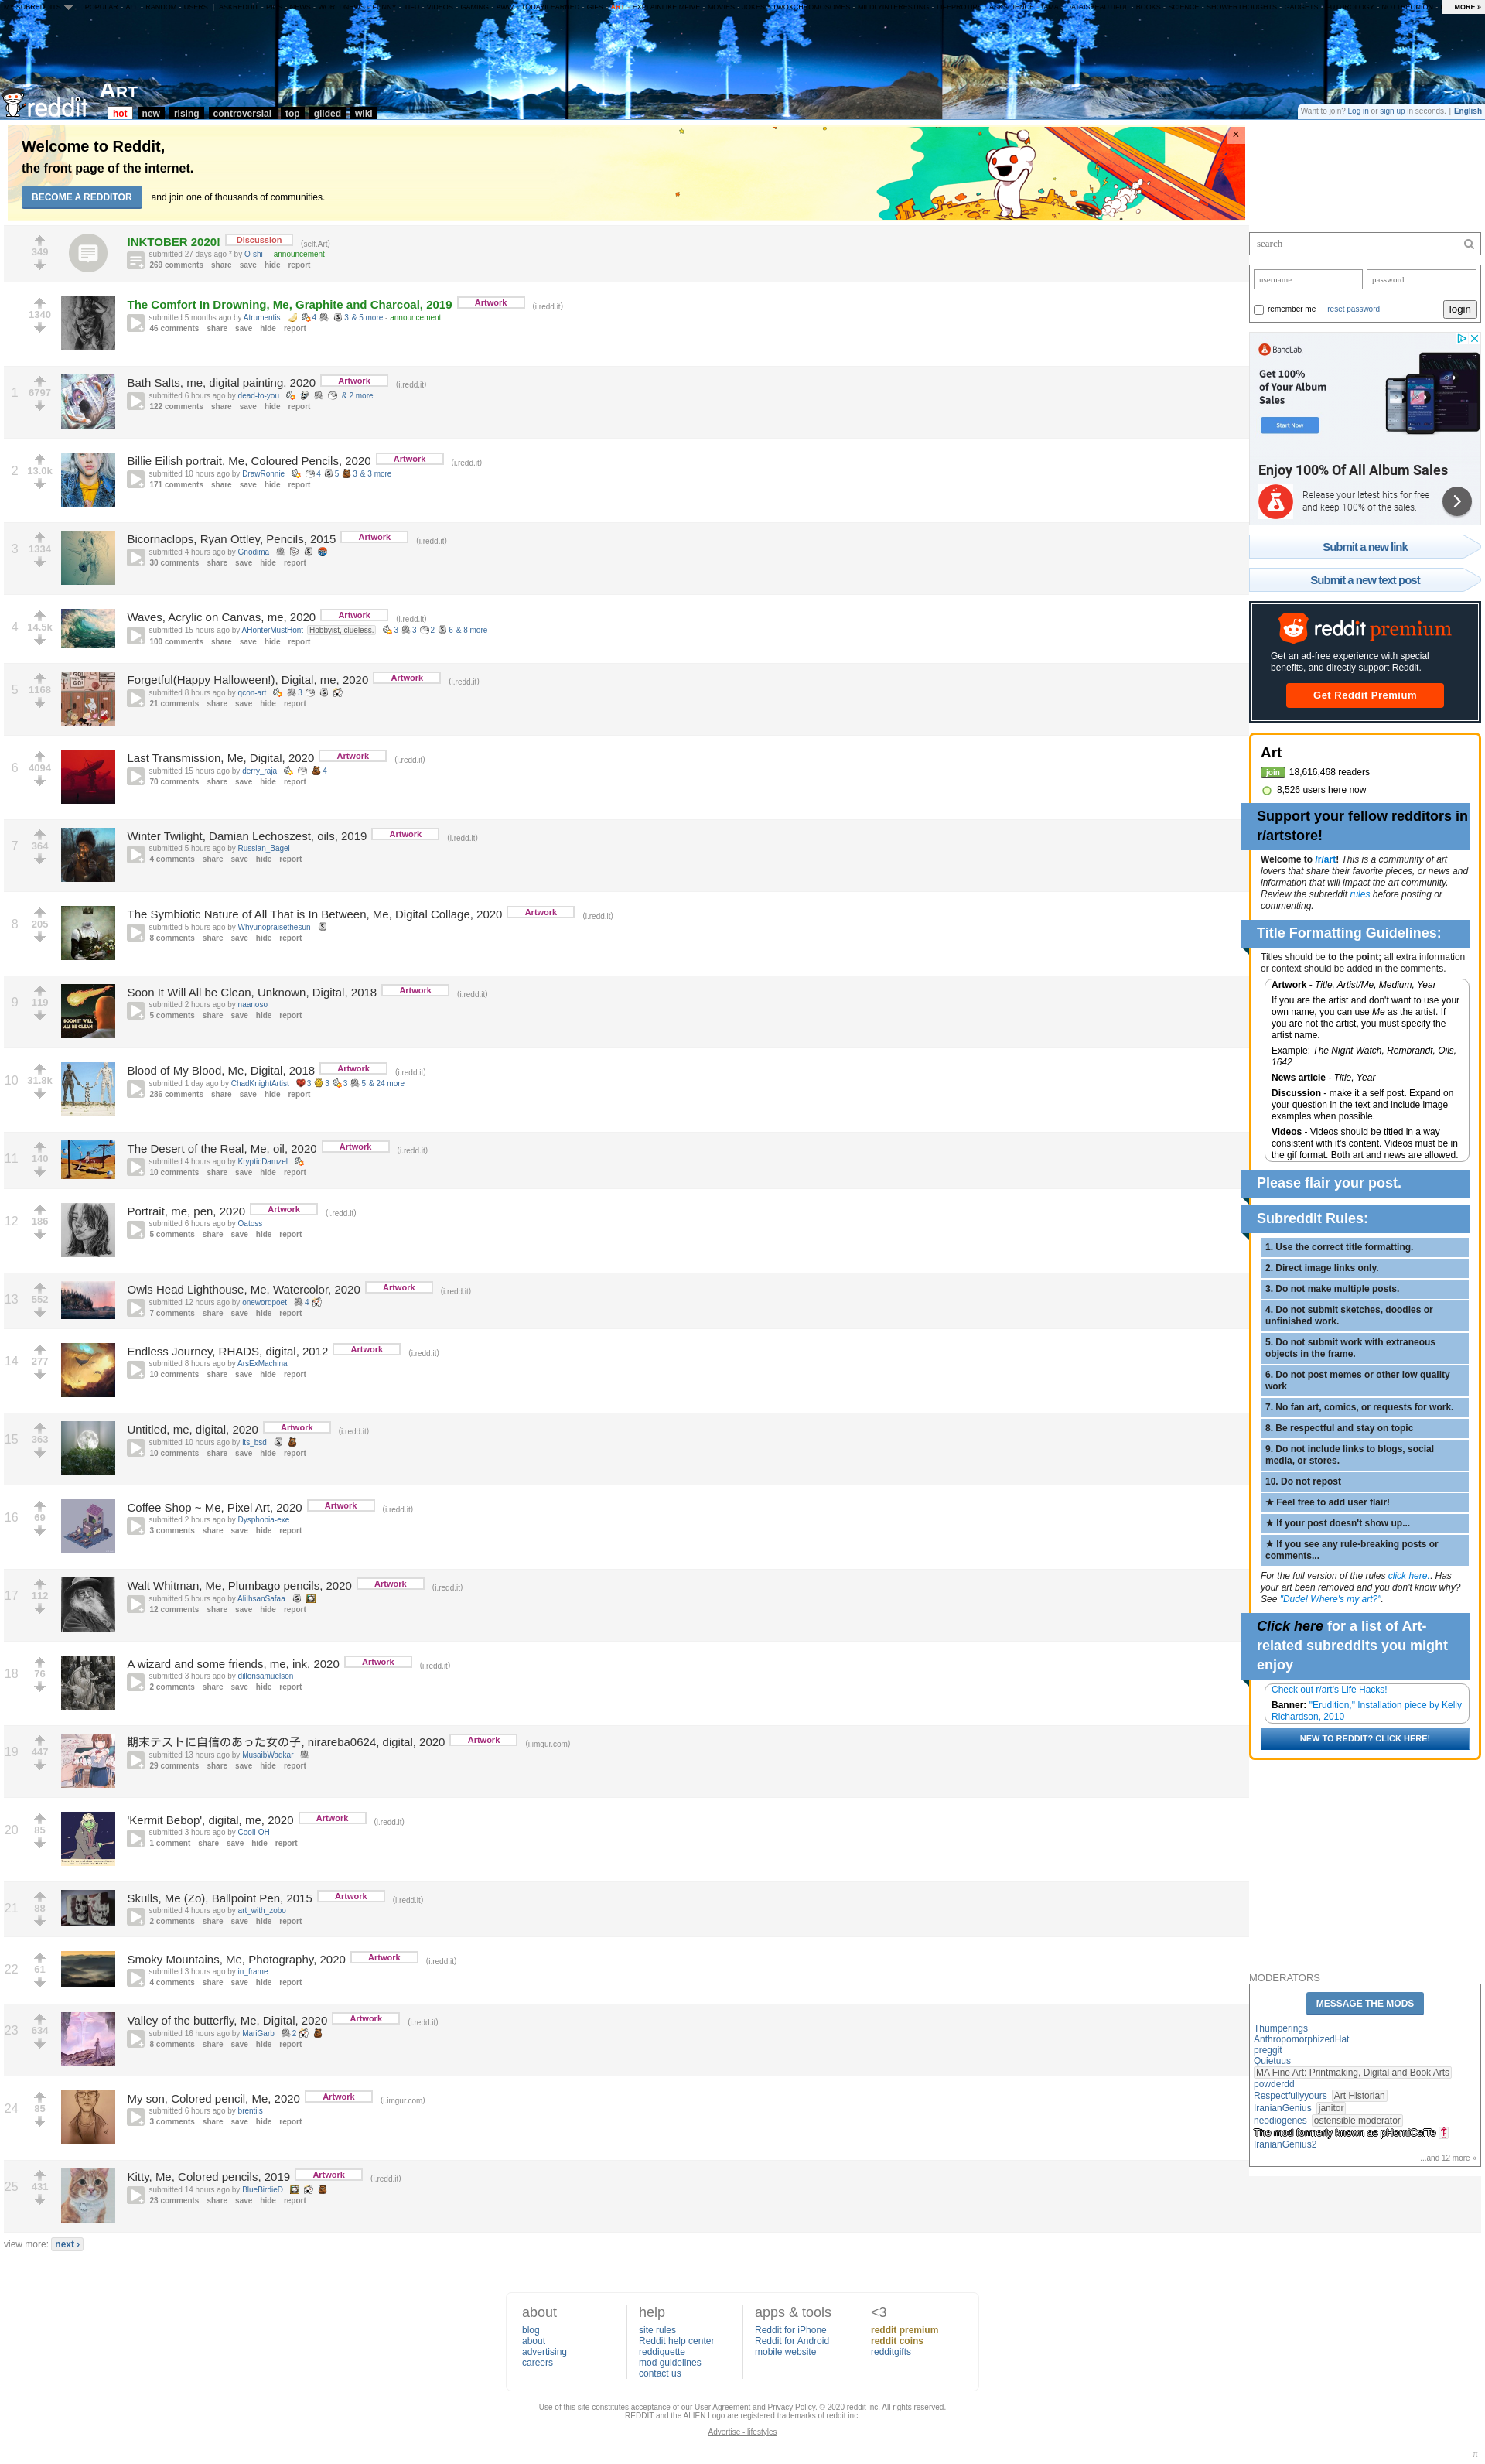 MORE »
reddit ART
hot new rising controversial top gilded wiki
Want to join? Log in or sign up in seconds. | English
Welcome to Reddit,
the front page of the internet.
BECOME A REDDITOR and join one of thousands of communities.
349
INKTOBER 2020! Discussion (self.Art)
submitted 27 days ago * by O-shi - announcement
269 comments share save hide report
1340
The Comfort In Drowning, Me, Graphite and Charcoal, 2019 Artwork (i.redd.it)
submitted 5 months ago by Atrumentis 4 3 & 5 more - announcement
46 comments share save hide report
1 6797
Bath Salts, me, digital painting, 2020 Artwork (i.redd.it)
submitted 6 hours ago by dead-to-you & 2 more
122 comments share save hide report
2 13.0k
Billie Eilish portrait, Me, Coloured Pencils, 2020 Artwork (i.redd.it)
submitted 10 hours ago by DrawRonnie 4 5 3 & 3 more
171 comments share save hide report
3 1334
Bicornaclops, Ryan Ottley, Pencils, 2015 Artwork (i.redd.it)
submitted 4 hours ago by Gnodima
30 comments share save hide report
4 14.5k
Waves, Acrylic on Canvas, me, 2020 Artwork (i.redd.it)
submitted 15 hours ago by AHonterMustHont Hobbyist, clueless. 3 3 2 6 & 8 more
100 comments share save hide report
5 1168
Forgetful(Happy Halloween!), Digital, me, 2020 Artwork (i.redd.it)
submitted 8 hours ago by qcon-art 3
21 comments share save hide report
6 4094
Last Transmission, Me, Digital, 2020 Artwork (i.redd.it)
submitted 15 hours ago by derry_raja 4
70 comments share save hide report
7 364
Winter Twilight, Damian Lechoszest, oils, 2019 Artwork (i.redd.it)
submitted 5 hours ago by Russian_Bagel
4 comments share save hide report
8 205
The Symbiotic Nature of All That is In Between, Me, Digital Collage, 2020 Artwork (i.redd.it)
submitted 5 hours ago by Whyunopraisethesun
8 comments share save hide report
9 119
SOON IT WILL ALL BE CLEAN
Soon It Will All be Clean, Unknown, Digital, 2018 Artwork (i.redd.it)
submitted 2 hours ago by naanoso
5 comments share save hide report
10 31.8k
Blood of My Blood, Me, Digital, 2018 Artwork (i.redd.it)
submitted 1 day ago by ChadKnightArtist 3 3 3 5 & 24 more
286 comments share save hide report
11 140
The Desert of the Real, Me, oil, 2020 Artwork (i.redd.it)
submitted 4 hours ago by KrypticDamzel
10 comments share save hide report
12 186
Portrait, me, pen, 2020 Artwork (i.redd.it)
submitted 6 hours ago by Oatoss
5 comments share save hide report
13 552
Owls Head Lighthouse, Me, Watercolor, 2020 Artwork (i.redd.it)
submitted 12 hours ago by onewordpoet 4
7 comments share save hide report
14 277
Endless Journey, RHADS, digital, 2012 Artwork (i.redd.it)
submitted 8 hours ago by ArsExMachina
10 comments share save hide report
15 363
Untitled, me, digital, 2020 Artwork (i.redd.it)
submitted 10 hours ago by its_bsd
10 comments share save hide report
16 69
Coffee Shop ~ Me, Pixel Art, 2020 Artwork (i.redd.it)
submitted 2 hours ago by Dysphobia-exe
3 comments share save hide report
17 112
Walt Whitman, Me, Plumbago pencils, 2020 Artwork (i.redd.it)
submitted 5 hours ago by AliIhsanSafaa
12 comments share save hide report
18 76
A wizard and some friends, me, ink, 2020 Artwork (i.redd.it)
submitted 3 hours ago by dillonsamuelson
2 comments share save hide report
19 447
期末テストに自信のあった女の子, nirareba0624, digital, 2020 Artwork (i.imgur.com)
submitted 13 hours ago by MusaibWadkar
29 comments share save hide report
20 85
'Kermit Bebop', digital, me, 2020 Artwork (i.redd.it)
submitted 3 hours ago by Cooli-OH
1 comment share save hide report
21 88
Skulls, Me (Zo), Ballpoint Pen, 2015 Artwork (i.redd.it)
submitted 4 hours ago by art_with_zobo
2 comments share save hide report
22 61
Smoky Mountains, Me, Photography, 2020 Artwork (i.redd.it)
submitted 3 hours ago by in_frame
4 comments share save hide report
23 634
Valley of the butterfly, Me, Digital, 2020 Artwork (i.redd.it)
submitted 16 hours ago by MariGarb 2
8 comments share save hide report
24 85
My son, Colored pencil, Me, 2020 Artwork (i.imgur.com)
submitted 6 hours ago by brentiis
3 comments share save hide report
25 431
Kitty, Me, Colored pencils, 2019 Artwork (i.redd.it)
submitted 14 hours ago by BlueBirdieD
23 comments share save hide report
view more: next ›
search
username password
remember me reset password login
BandLab
Get 100%
of Your Album
Sales
Start Now
Enjoy 100% Of All Album Sales
Release your latest hits for free
and keep 100% of the sales.
Submit a new link
Submit a new text post
reddit premium
Get an ad-free experience with special
benefits, and directly support Reddit.
Get Reddit Premium
Art
join 18,616,468 readers
8,526 users here now
Support your fellow redditors in
r/artstore!
Welcome to /r/art! This is a community of art
lovers that share their favorite pieces, or news and
information that will impact the art community.
Review the subreddit rules before posting or
commenting.
Title Formatting Guidelines:
Titles should be to the point; all extra information
or context should be added in the comments.
Artwork - Title, Artist/Me, Medium, Year
If you are the artist and don't want to use your
own name, you can use Me as the artist. If
you are not the artist, you must specify the
artist name.
Example: The Night Watch, Rembrandt, Oils,
1642
News article - Title, Year
Discussion - make it a self post. Expand on
your question in the text and include image
examples when possible.
Videos - Videos should be titled in a way
consistent with it's content. Videos must be in
the gif format. Both art and news are allowed.
Please flair your post.
Subreddit Rules:
1. Use the correct title formatting.
2. Direct image links only.
3. Do not make multiple posts.
4. Do not submit sketches, doodles or
unfinished work.
5. Do not submit work with extraneous
objects in the frame.
6. Do not post memes or other low quality
work
7. No fan art, comics, or requests for work.
8. Be respectful and stay on topic
9. Do not include links to blogs, social
media, or stores.
10. Do not repost
★ Feel free to add user flair!
★ If your post doesn't show up...
★ If you see any rule-breaking posts or
comments...
For the full version of the rules click here.. Has
your art been removed and you don't know why?
See "Dude! Where's my art?".
Click here for a list of Art-
related subreddits you might
enjoy
Check out r/art's Life Hacks!
Banner: "Erudition," Installation piece by Kelly
Richardson, 2010
NEW TO REDDIT? CLICK HERE!
MODERATORS
MESSAGE THE MODS
Thumperings
AnthropomorphizedHat
preggit
Quietuus
MA Fine Art: Printmaking, Digital and Book Arts
powderdd
Respectfullyyours Art Historian
IranianGenius janitor
neodiogenes ostensible moderator
The mod formerly known as pHorniCaiTe
IranianGenius2
...and 12 more »
about
blog
about
advertising
careers
help
site rules
Reddit help center
reddiquette
mod guidelines
contact us
apps & tools
Reddit for iPhone
Reddit for Android
mobile website
<3
reddit premium
reddit coins
redditgifts
Use of this site constitutes acceptance of our User Agreement and Privacy Policy. © 2020 reddit inc. All rights reserved.
REDDIT and the ALIEN Logo are registered trademarks of reddit inc.
Advertise - lifestyles
π